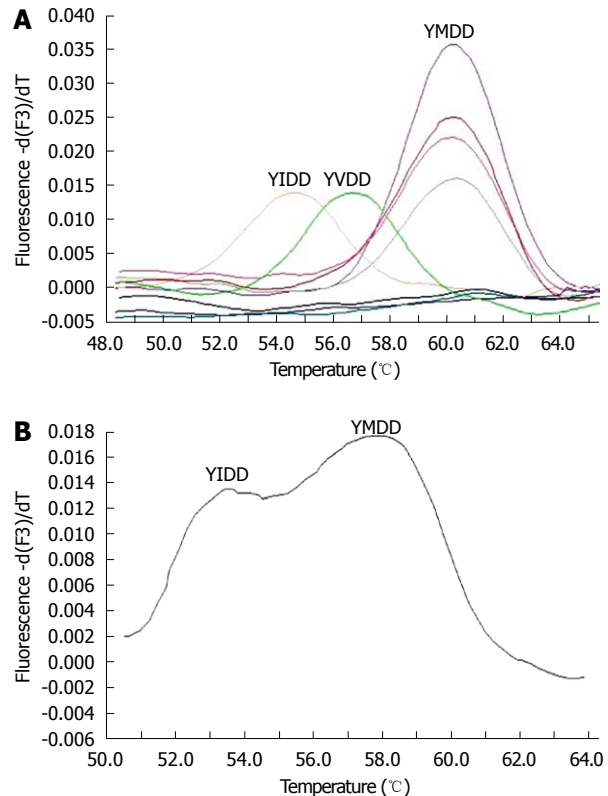 A
0.040
0.035
0.030
0.025
0.020
0.015
0.010
0.005
0.000
-0.005
Fluorescence -d(F3)/dT
YMDD
YIDD YVDD
48.0 50.0 52.0 54.0 56.0 58.0 60.0 62.0 64.0
Temperature (℃)
B
0.018
0.016
0.014
0.012
0.010
0.008
0.006
0.004
0.002
0.000
-0.002
-0.004
-0.006
Fluorescence -d(F3)/dT
YMDD
YIDD
50.0 52.0 54.0 56.0 58.0 60.0 62.0 64.0
Temperature (℃)